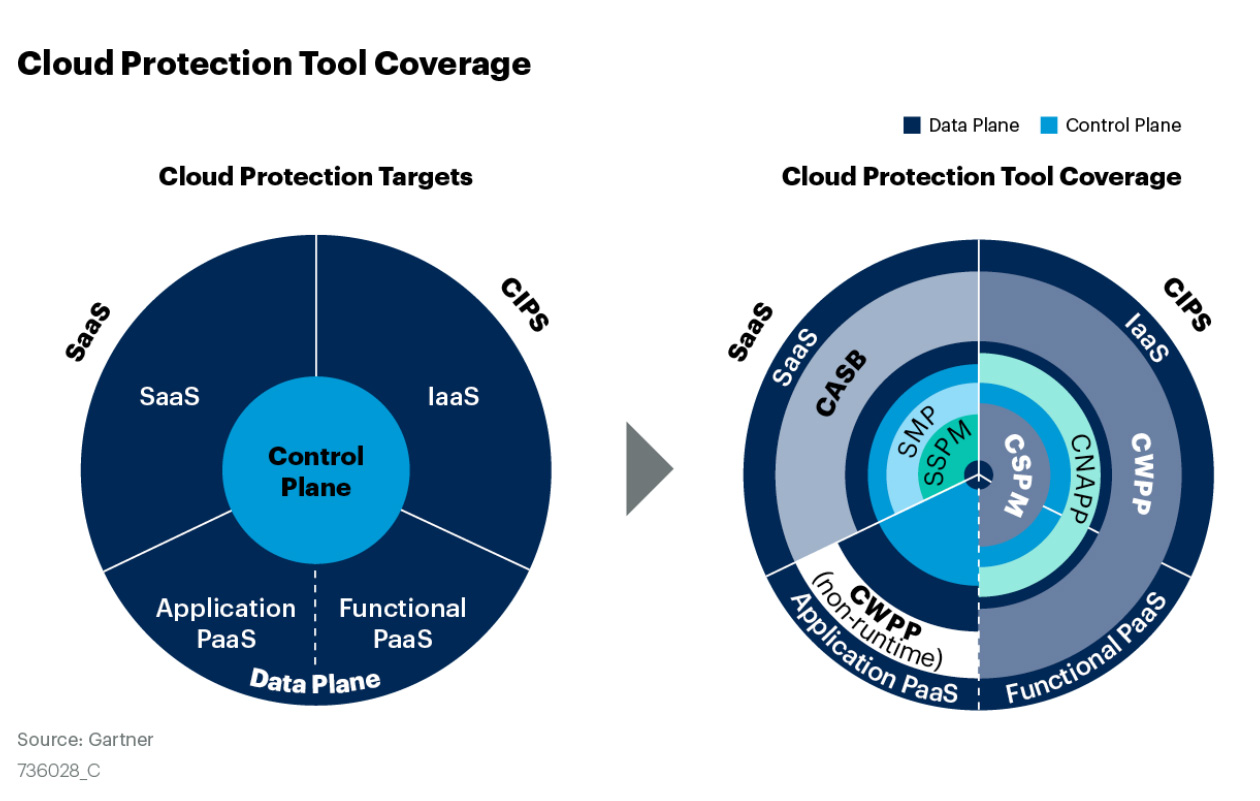 Cloud Protection Tool Coverage
Data Plane
Control Plane
Cloud Protection Targets
SaaS
CIPS
SaaS
IaaS
Control
Plane
Application
PaaS
Functional
PaaS
Data Plane
Cloud Protection Tool Coverage
SaaS
CIPS
SaaS
IaaS
CASB
SMP
SSPM
CSPM
CNAPP
CWPP
CWPP
(non-runtime)
Application PaaS
Functional PaaS
Source: Gartner
736028_C